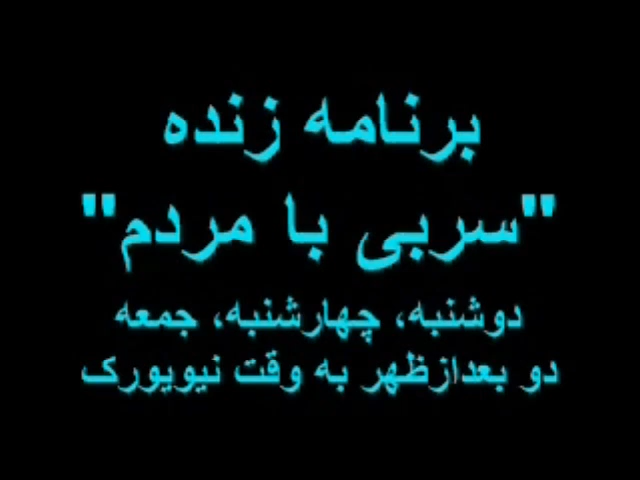 برنامه زنده
"سربی با مردم"
دوشنبه، چهارشنبه، جمعه
دو بعدازظهر به وقت نیویورک